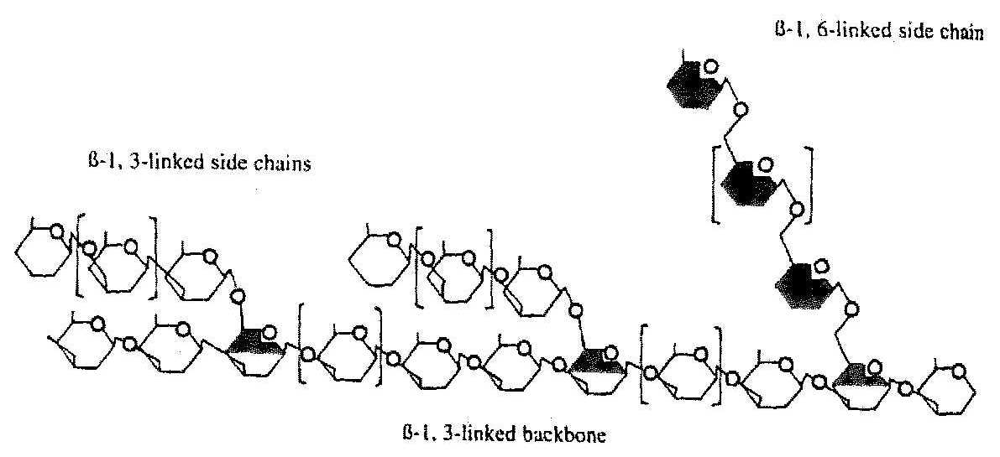 ß-1, 6-linked side chain
ß-1, 3-linked side chains
ß-1, 3-linked backbone